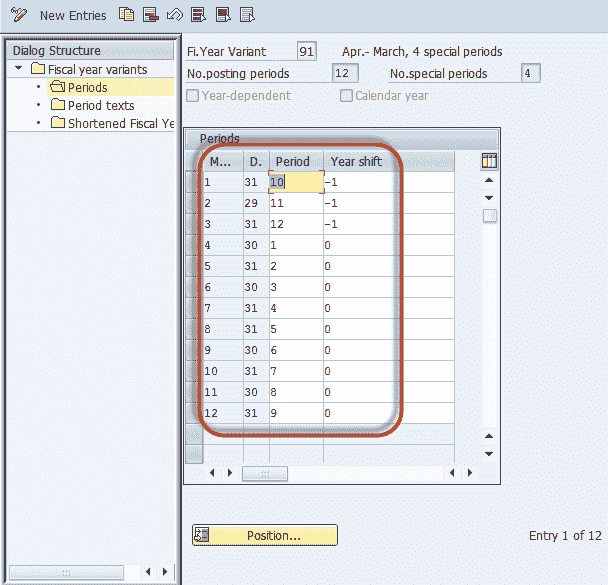 New Entries
Dialog Structure
Fiscal year variants
Periods
Period texts
Shortened Fiscal Ye
Fi.Year Variant 91 Apr.- March, 4 special periods
No.posting periods 12 No.special periods 4
Year-dependent Calendar year
Periods
M... D. Period Year shift
1 31 10 -1
2 29 11 -1
3 31 12 -1
4 30 1 0
5 31 2 0
6 30 3 0
7 31 4 0
8 31 5 0
9 30 6 0
10 31 7 0
11 30 8 0
12 31 9 0
Position... Entry 1 of 12